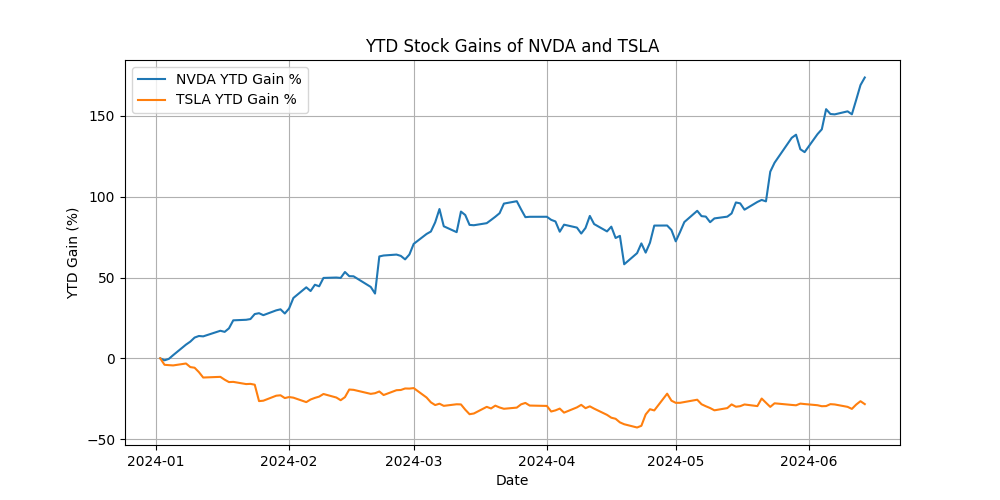 YTD Stock Gains of NVDA and TSLA
NVDA YTD Gain %
TSLA YTD Gain %
YTD Gain (%)
150
100
50
0
−50
2024-01
2024-02
2024-03
2024-04
2024-05
2024-06
Date